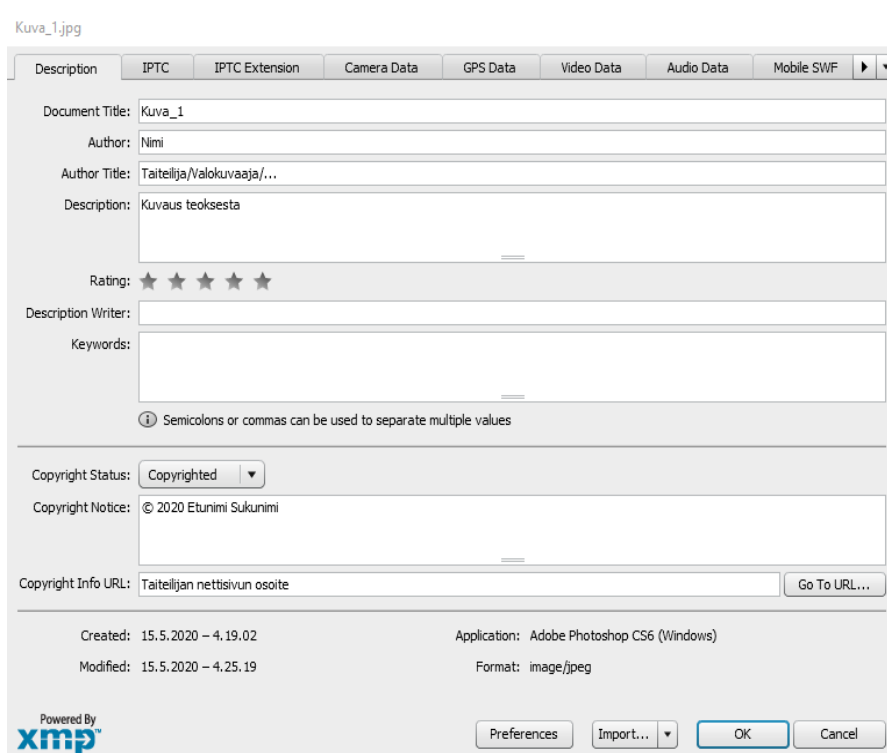 Kuva_1.jpg
Description IPTC IPTC Extension Camera Data GPS Data Video Data Audio Data Mobile SWF
Document Title: Kuva_1
Author: Nimi
Author Title: Taiteilija/Valokuvaaja/...
Description: Kuvaus teoksesta
Rating:
Description Writer:
Keywords:
Semicolons or commas can be used to separate multiple values
Copyright Status: Copyrighted
Copyright Notice: © 2020 Etunimi Sukunimi
Copyright Info URL: Taiteilijan nettisivun osoite Go To URL...
Created: 15.5.2020 – 4.19.02 Application: Adobe Photoshop CS6 (Windows)
Modified: 15.5.2020 – 4.25.19 Format: image/jpeg
Powered By
xmp™ Preferences Import... OK Cancel